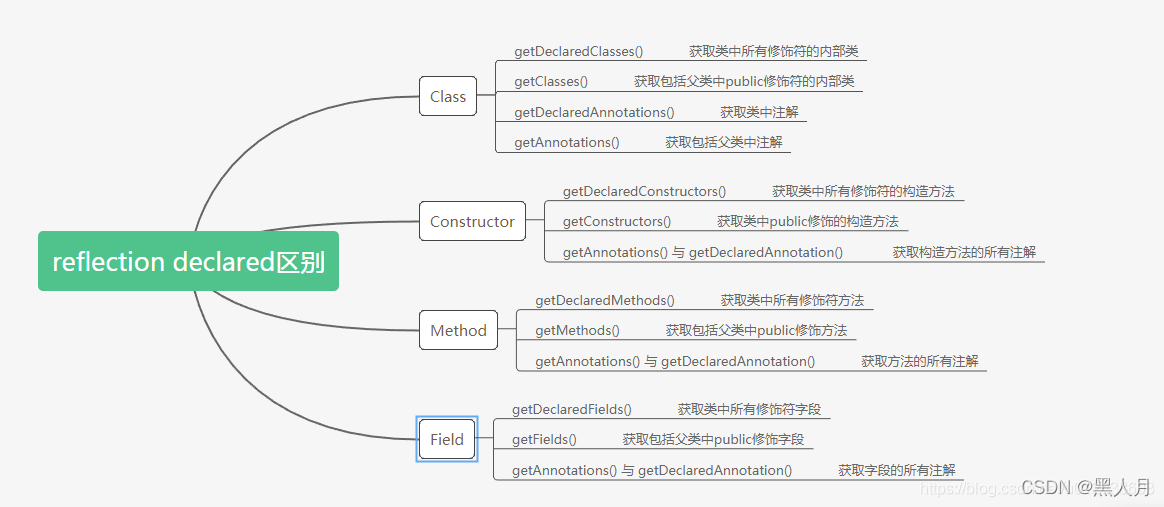 getDeclaredClasses() 获取类中所有修饰符的内部类
getClasses() 获取包括父类中public修饰符的内部类
Class
getDeclaredAnnotations() 获取类中注解
getAnnotations() 获取包括父类中注解
getDeclaredConstructors() 获取类中所有修饰符的构造方法
Constructor
getConstructors() 获取类中public修饰的构造方法
getAnnotations() 与 getDeclaredAnnotation() 获取构造方法的所有注解
reflection declared区别
getDeclaredMethods() 获取类中所有修饰符方法
Method
getMethods() 获取包括父类中public修饰方法
getAnnotations() 与 getDeclaredAnnotation() 获取方法的所有注解
getDeclaredFields() 获取类中所有修饰符字段
Field
getFields() 获取包括父类中public修饰字段
getAnnotations() 与 getDeclaredAnnotation() 获取字段的所有注解
CSDN @黑人月